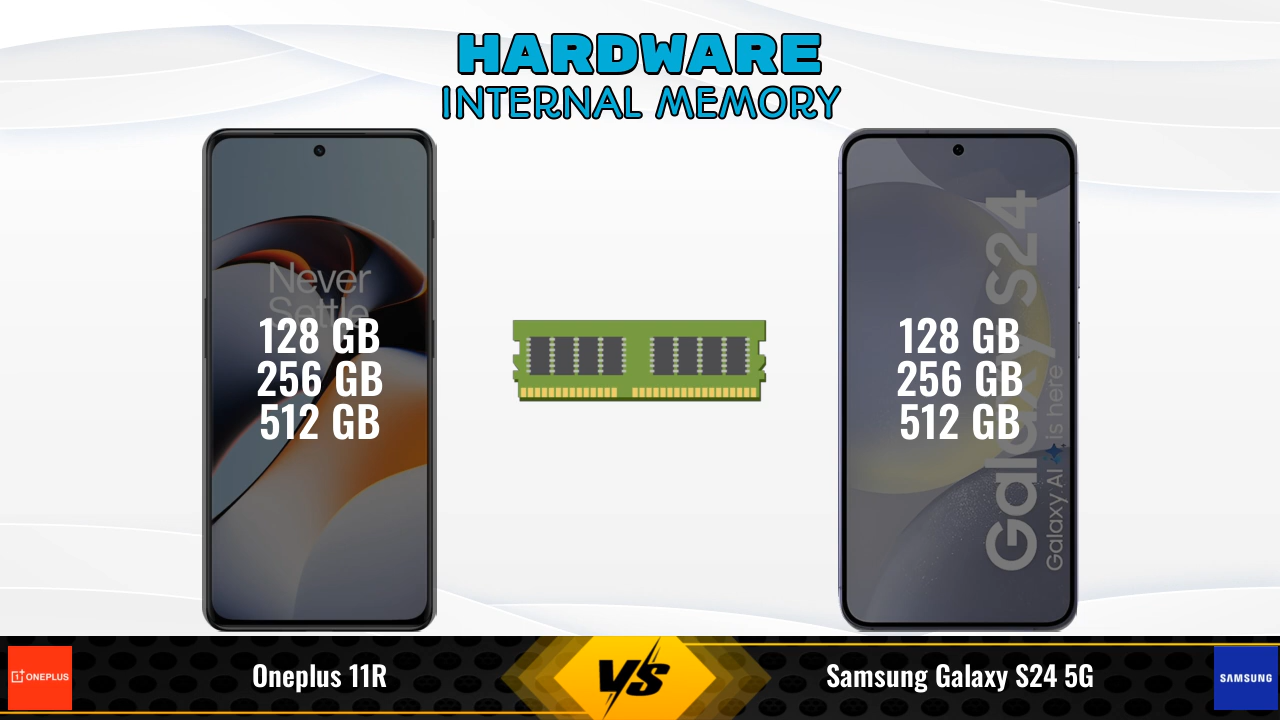 HARDWARE
INTERNAL MEMORY
Never
Settle
128 GB
256 GB
512 GB
128 GB
256 GB
512 GB
Galaxy S24
Galaxy AI is here
ONEPLUS
Oneplus 11R
VS
Samsung Galaxy S24 5G
SAMSUNG